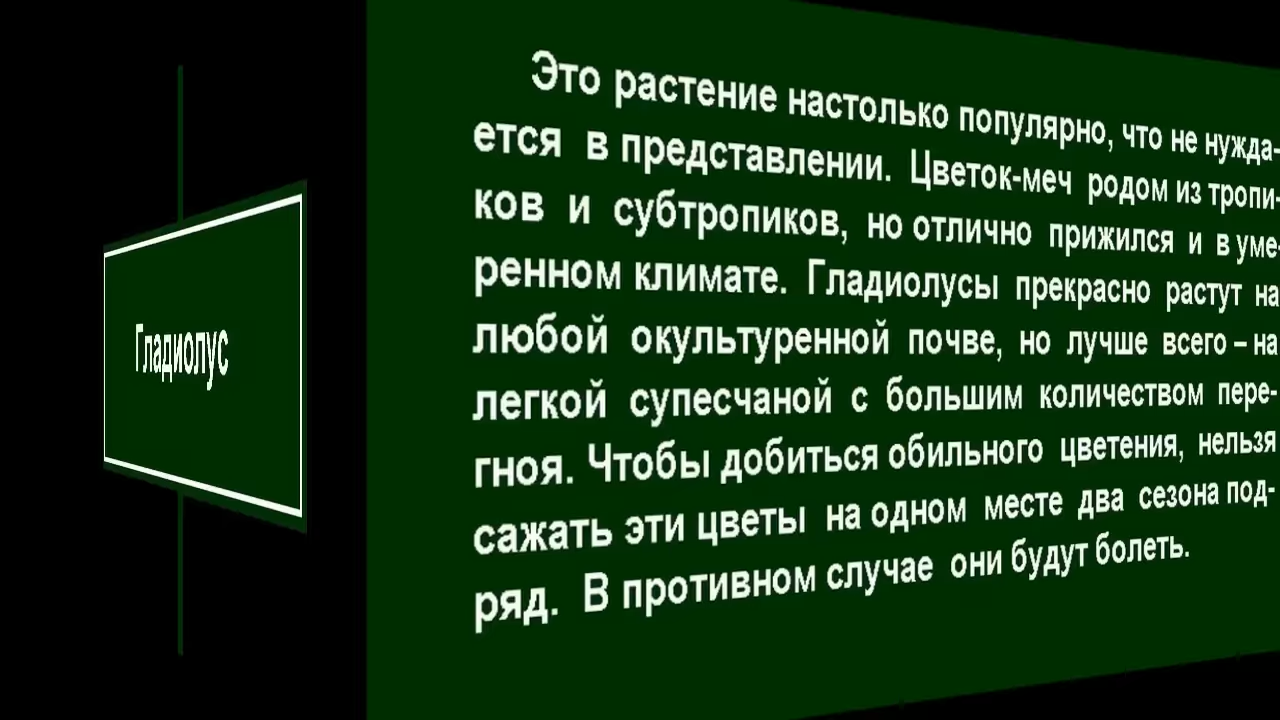 Гладиолус
Это растение настолько популярно, что не нужда-
ется в представлении. Цветок-меч родом из тропи-
ков и субтропиков, но отлично прижился и в уме-
ренном климате. Гладиолусы прекрасно растут на
любой окультуренной почве, но лучше всего – на
легкой супесчаной с большим количеством пере-
гноя. Чтобы добиться обильного цветения, нельзя
сажать эти цветы на одном месте два сезона под-
ряд. В противном случае они будут болеть.